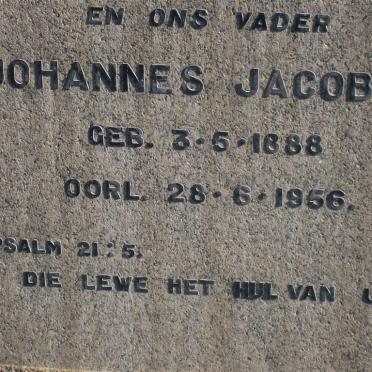 EN ONS VADER
JOHANNES JACOB
GEB. 3·5·1888
OORL. 28·6·1956.
PSALM 21:5.
DIE LEWE HET HUL VAN